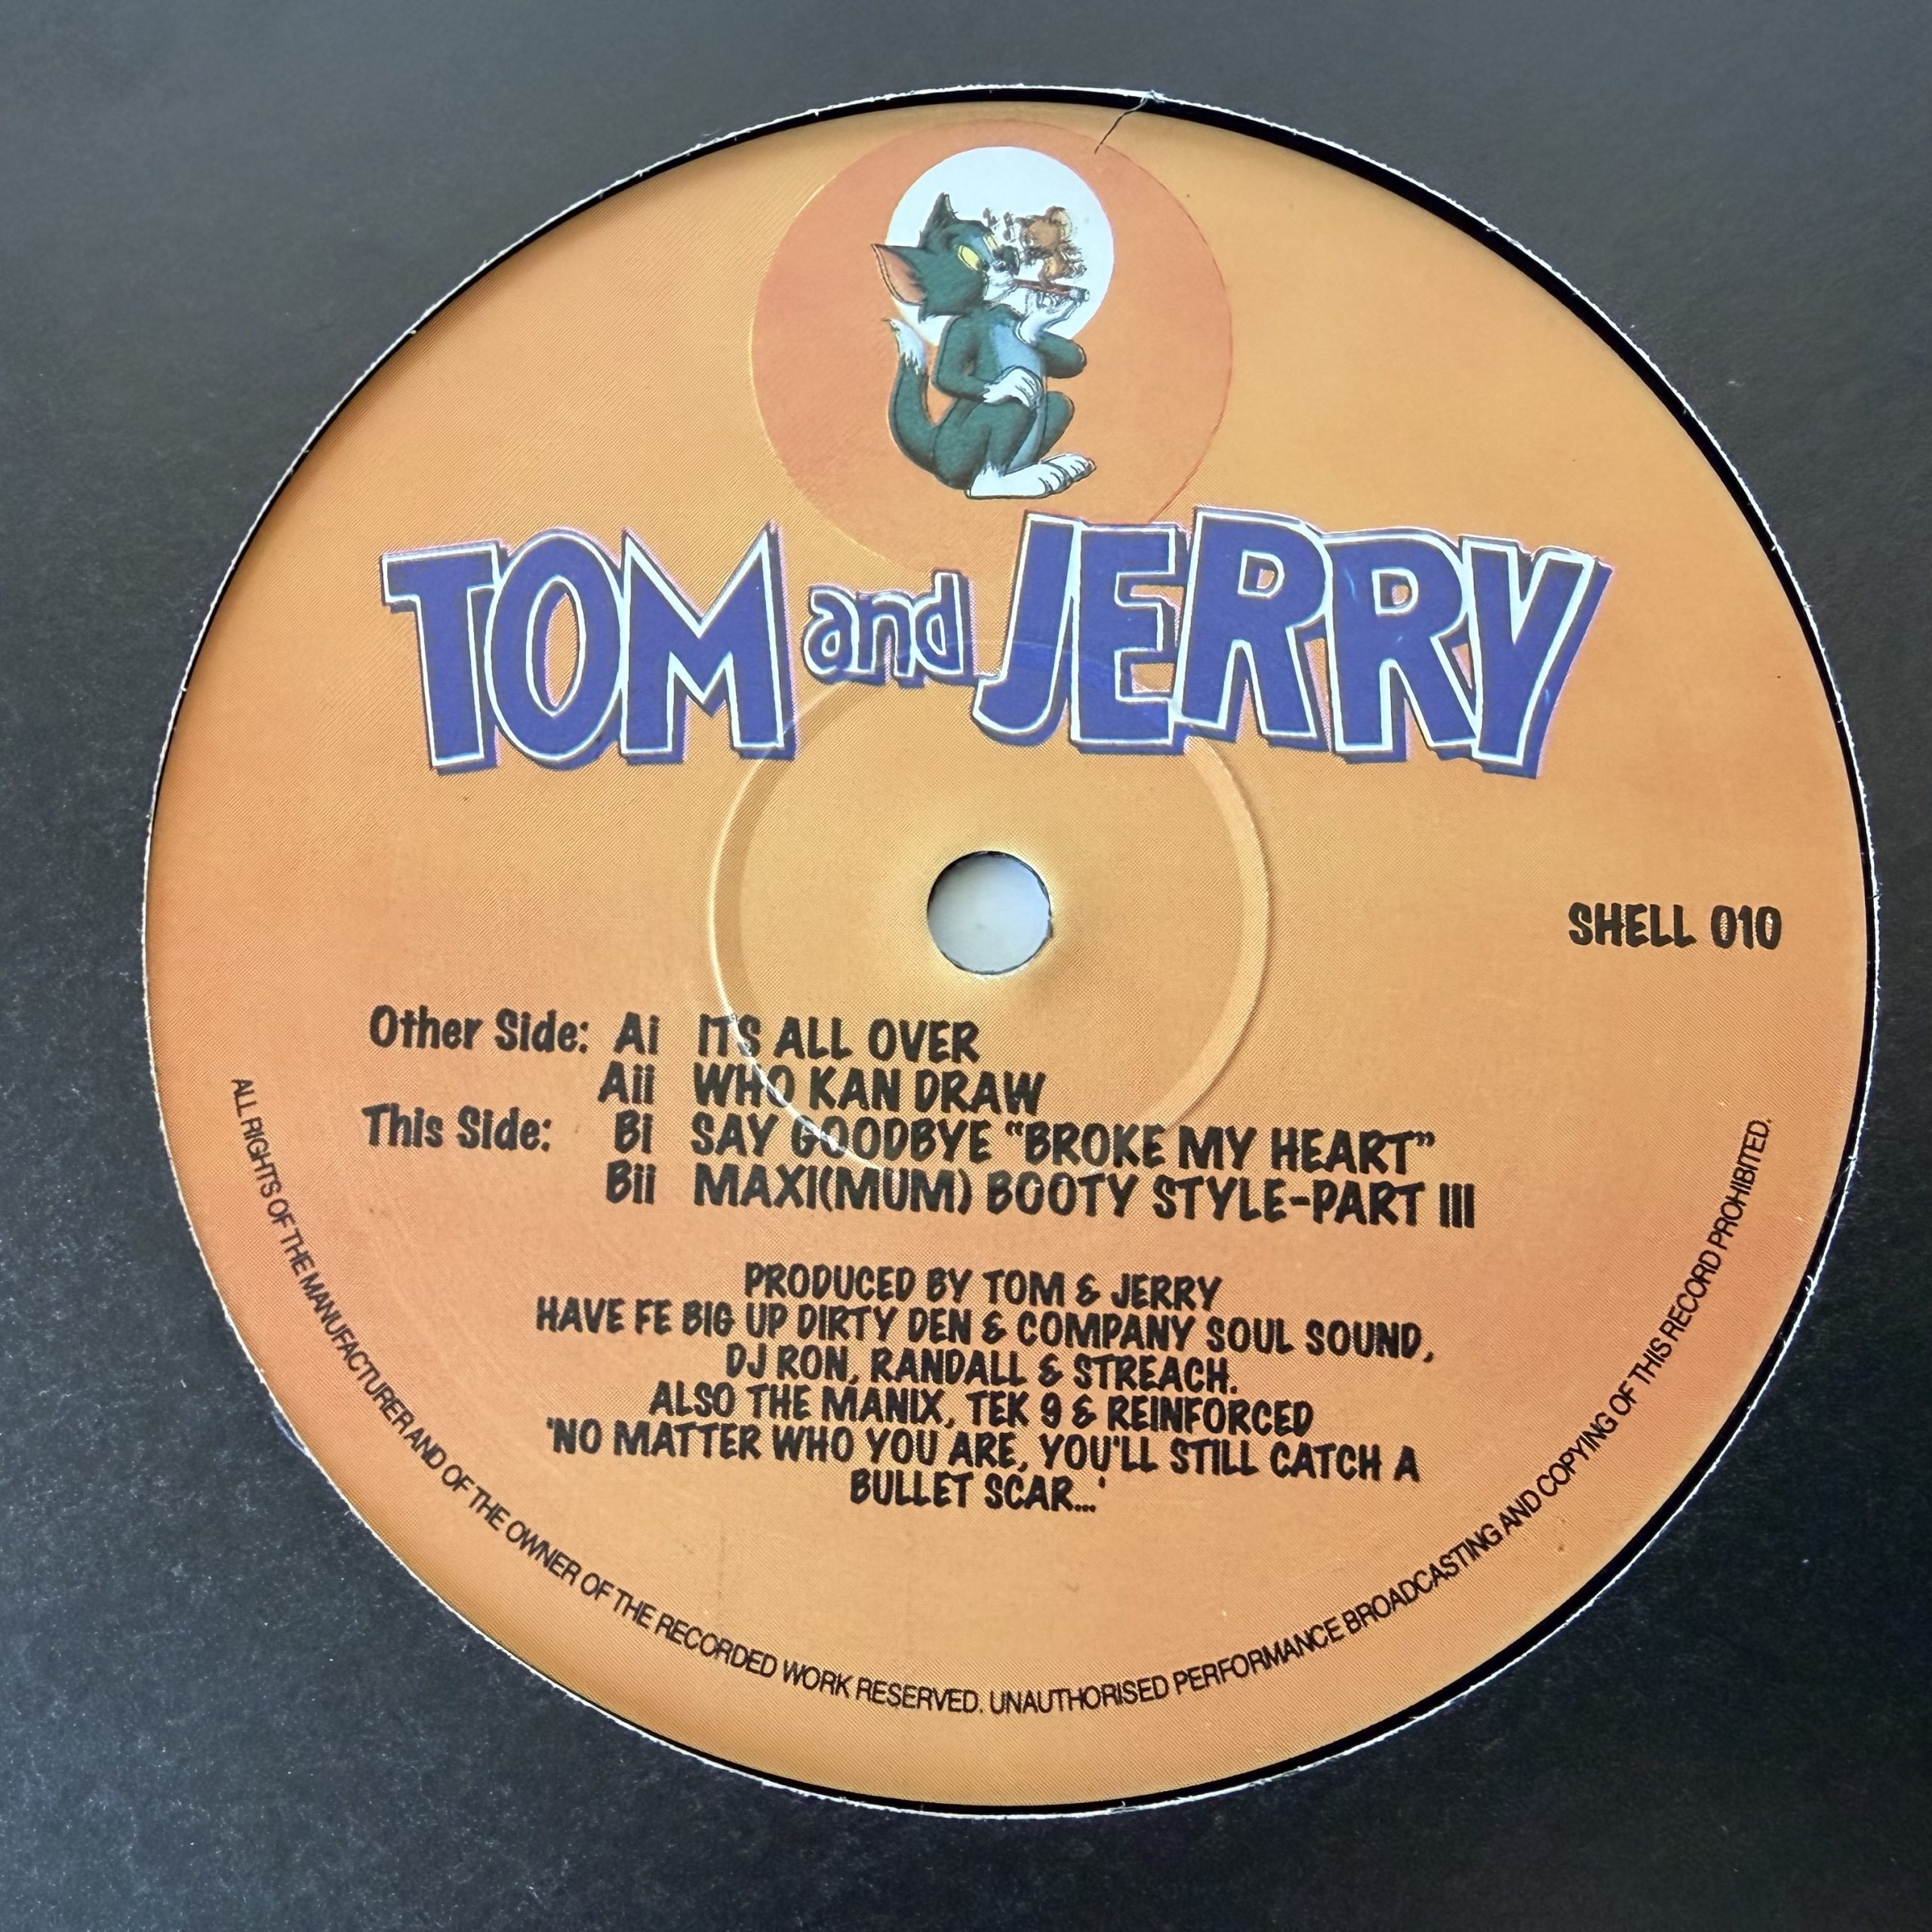 TOM and JERRY
SHELL 010
Other Side: Ai ITS ALL OVER
Aii WHO KAN DRAW
This Side: Bi SAY GOODBYE “BROKE MY HEART”
Bii MAXI(MUM) BOOTY STYLE-PART III
PRODUCED BY TOM & JERRY
HAVE FE BIG UP DIRTY DEN & COMPANY SOUL SOUND,
DJ RON, RANDALL & STREACH.
ALSO THE MANIX, TEK 9 & REINFORCED
'NO MATTER WHO YOU ARE, YOU'LL STILL CATCH A
BULLET SCAR...'
ALL RIGHTS OF THE MANUFACTURER AND OF THE OWNER OF THE RECORDED WORK RESERVED. UNAUTHORISED PERFORMANCE BROADCASTING AND COPYING OF THIS RECORD PROHIBITED.